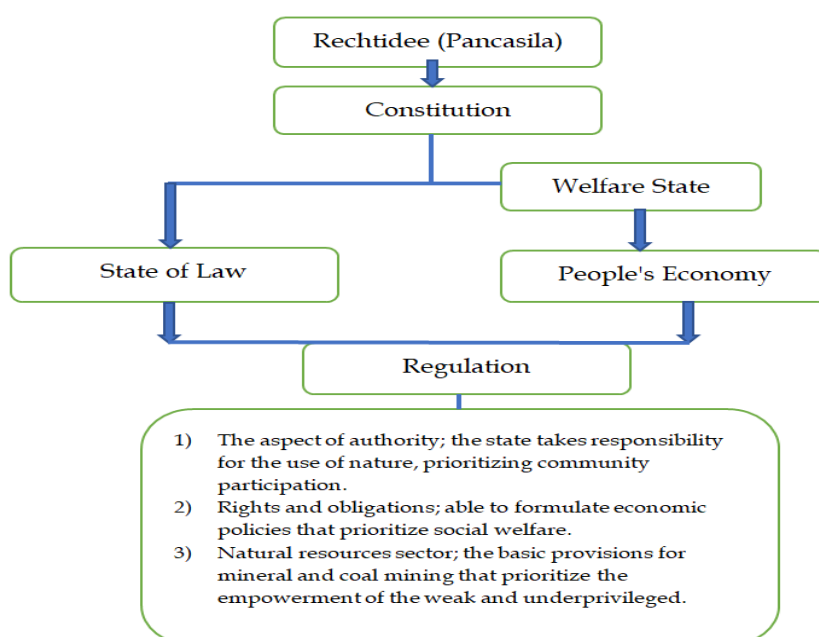 Rechtidee (Pancasila)
Constitution
Welfare State
State of Law
People's Economy
Regulation
1) The aspect of authority; the state takes responsibility
for the use of nature, prioritizing community
participation.
2) Rights and obligations; able to formulate economic
policies that prioritize social welfare.
3) Natural resources sector; the basic provisions for
mineral and coal mining that prioritize the
empowerment of the weak and underprivileged.